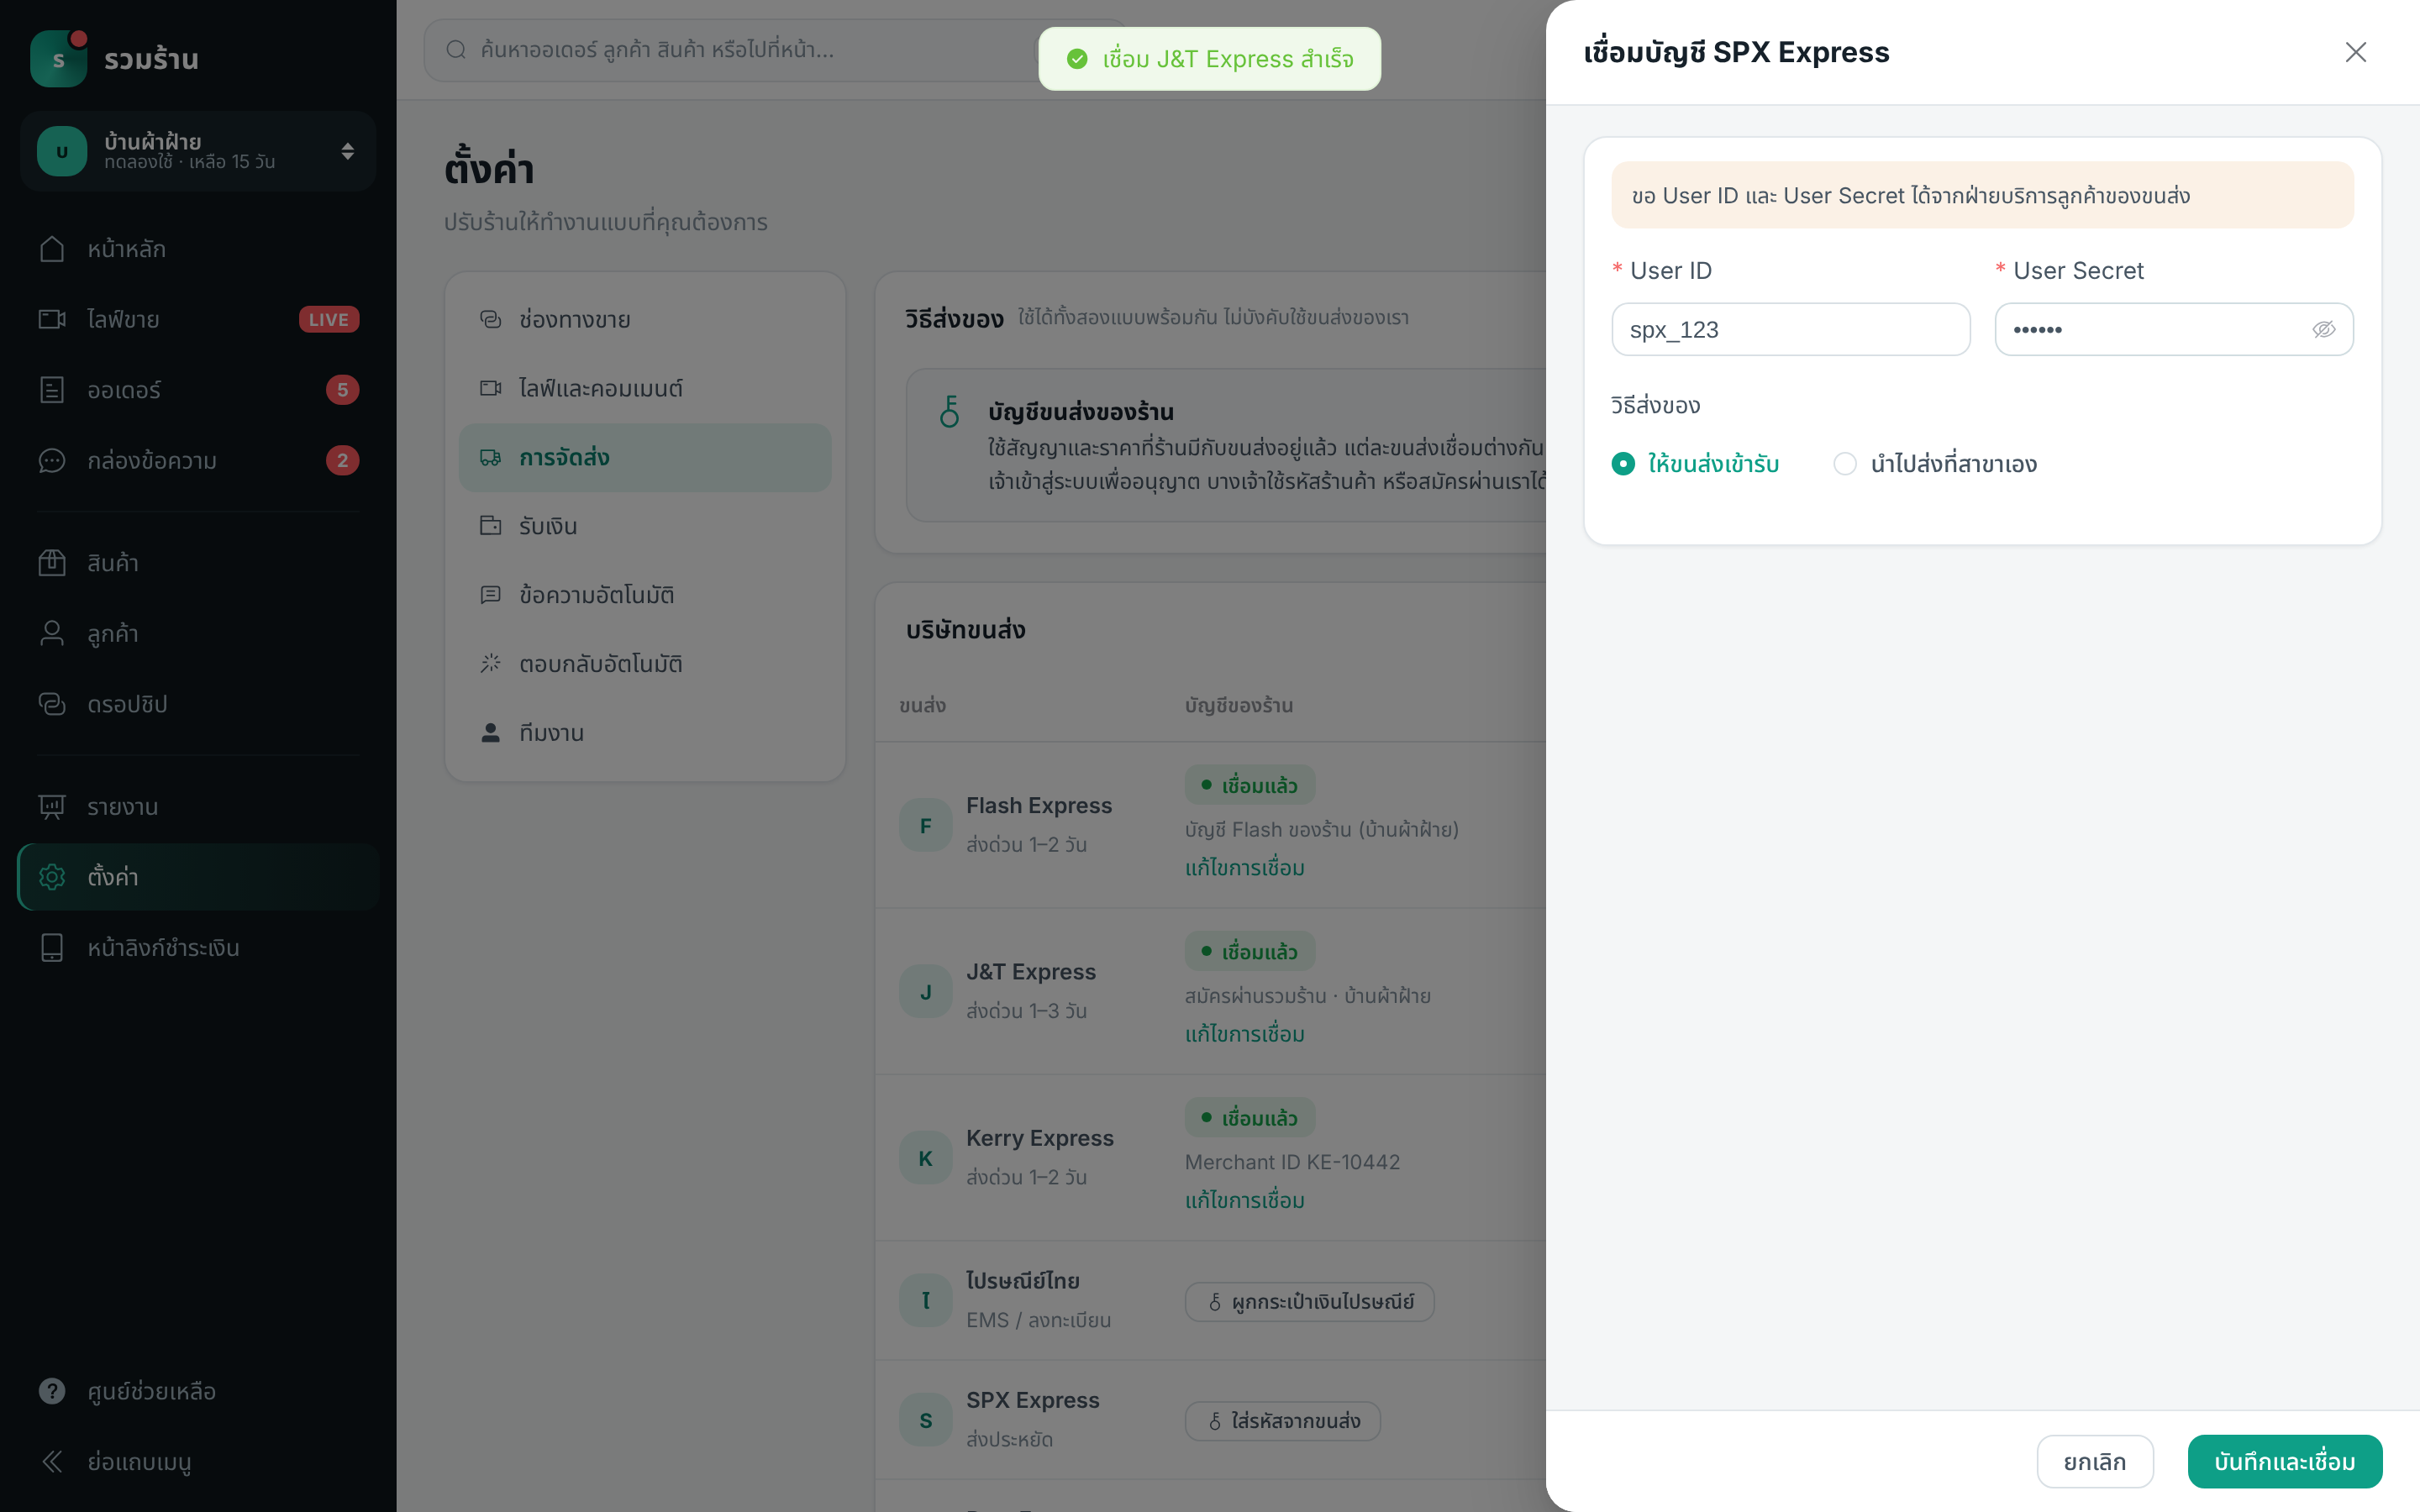 ร
รวมร้าน
บ
บ้านผ้าฝ้าย
ทดลองใช้ · เหลือ 15 วัน
หน้าหลัก
ไลฟ์ขาย
LIVE
ออเดอร์
5
กล่องข้อความ
2
สินค้า
ลูกค้า
ดรอปชิป
รายงาน
ตั้งค่า
หน้าลิงก์ชำระเงิน
ศูนย์ช่วยเหลือ
ย่อแถบเมนู
ค้นหาออเดอร์ ลูกค้า สินค้า หรือไปที่หน้า...
เชื่อม J&T Express สำเร็จ
ตั้งค่า
ปรับร้านให้ทำงานแบบที่คุณต้องการ
ช่องทางขาย
ไลฟ์และคอมเมนต์
การจัดส่ง
รับเงิน
ข้อความอัตโนมัติ
ตอบกลับอัตโนมัติ
ทีมงาน
วิธีส่งของ ใช้ได้ทั้งสองแบบพร้อมกัน ไม่บังคับใช้ขนส่งของเรา
บัญชีขนส่งของร้าน
ใช้สัญญาและราคาที่ร้านมีกับขนส่งอยู่แล้ว แต่ละขนส่งเชื่อมต่างกัน
เจ้าเข้าสู่ระบบเพื่ออนุญาต บางเจ้าใช้รหัสร้านค้า หรือสมัครผ่านเราได้
บริษัทขนส่ง
ขนส่ง
บัญชีของร้าน
F
Flash Express
ส่งด่วน 1–2 วัน
เชื่อมแล้ว
บัญชี Flash ของร้าน (บ้านผ้าฝ้าย)
แก้ไขการเชื่อม
J
J&T Express
ส่งด่วน 1–3 วัน
เชื่อมแล้ว
สมัครผ่านรวมร้าน · บ้านผ้าฝ้าย
แก้ไขการเชื่อม
K
Kerry Express
ส่งด่วน 1–2 วัน
เชื่อมแล้ว
Merchant ID KE-10442
แก้ไขการเชื่อม
ไ
ไปรษณีย์ไทย
EMS / ลงทะเบียน
ผูกกระเป๋าเงินไปรษณีย์
S
SPX Express
ส่งประหยัด
ใส่รหัสจากขนส่ง
เชื่อมบัญชี SPX Express
ขอ User ID และ User Secret ได้จากฝ่ายบริการลูกค้าของขนส่ง
* User ID
* User Secret
spx_123
••••••
วิธีส่งของ
ให้ขนส่งเข้ารับ
นำไปส่งที่สาขาเอง
ยกเลิก
บันทึกและเชื่อม